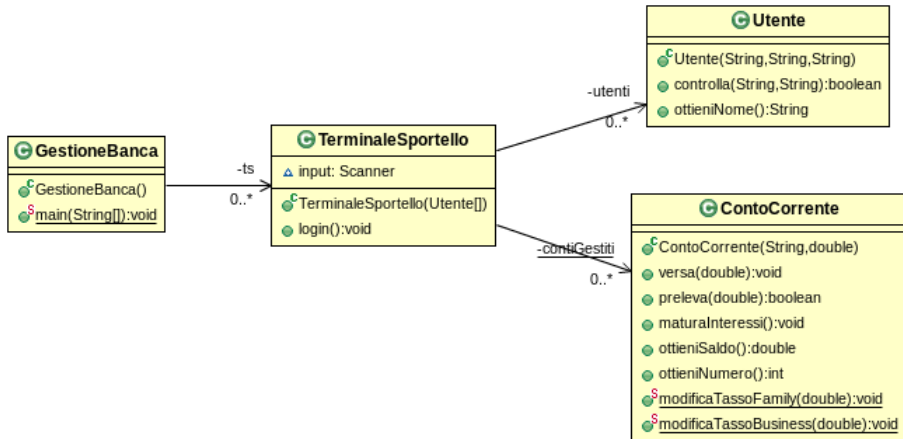 GestioneBanca
GestioneBanca()
main(String[]):void
-ts
0..*
TerminaleSportello
input: Scanner
TerminaleSportello(Utente[])
login():void
-utenti
0..*
Utente
Utente(String,String,String)
controlla(String,String):boolean
ottieniNome():String
-contiGestiti
0..*
ContoCorrente
ContoCorrente(String,double)
versa(double):void
preleva(double):boolean
maturaInteressi():void
ottieniSaldo():double
ottieniNumero():int
modificaTassoFamily(double):void
modificaTassoBusiness(double):void